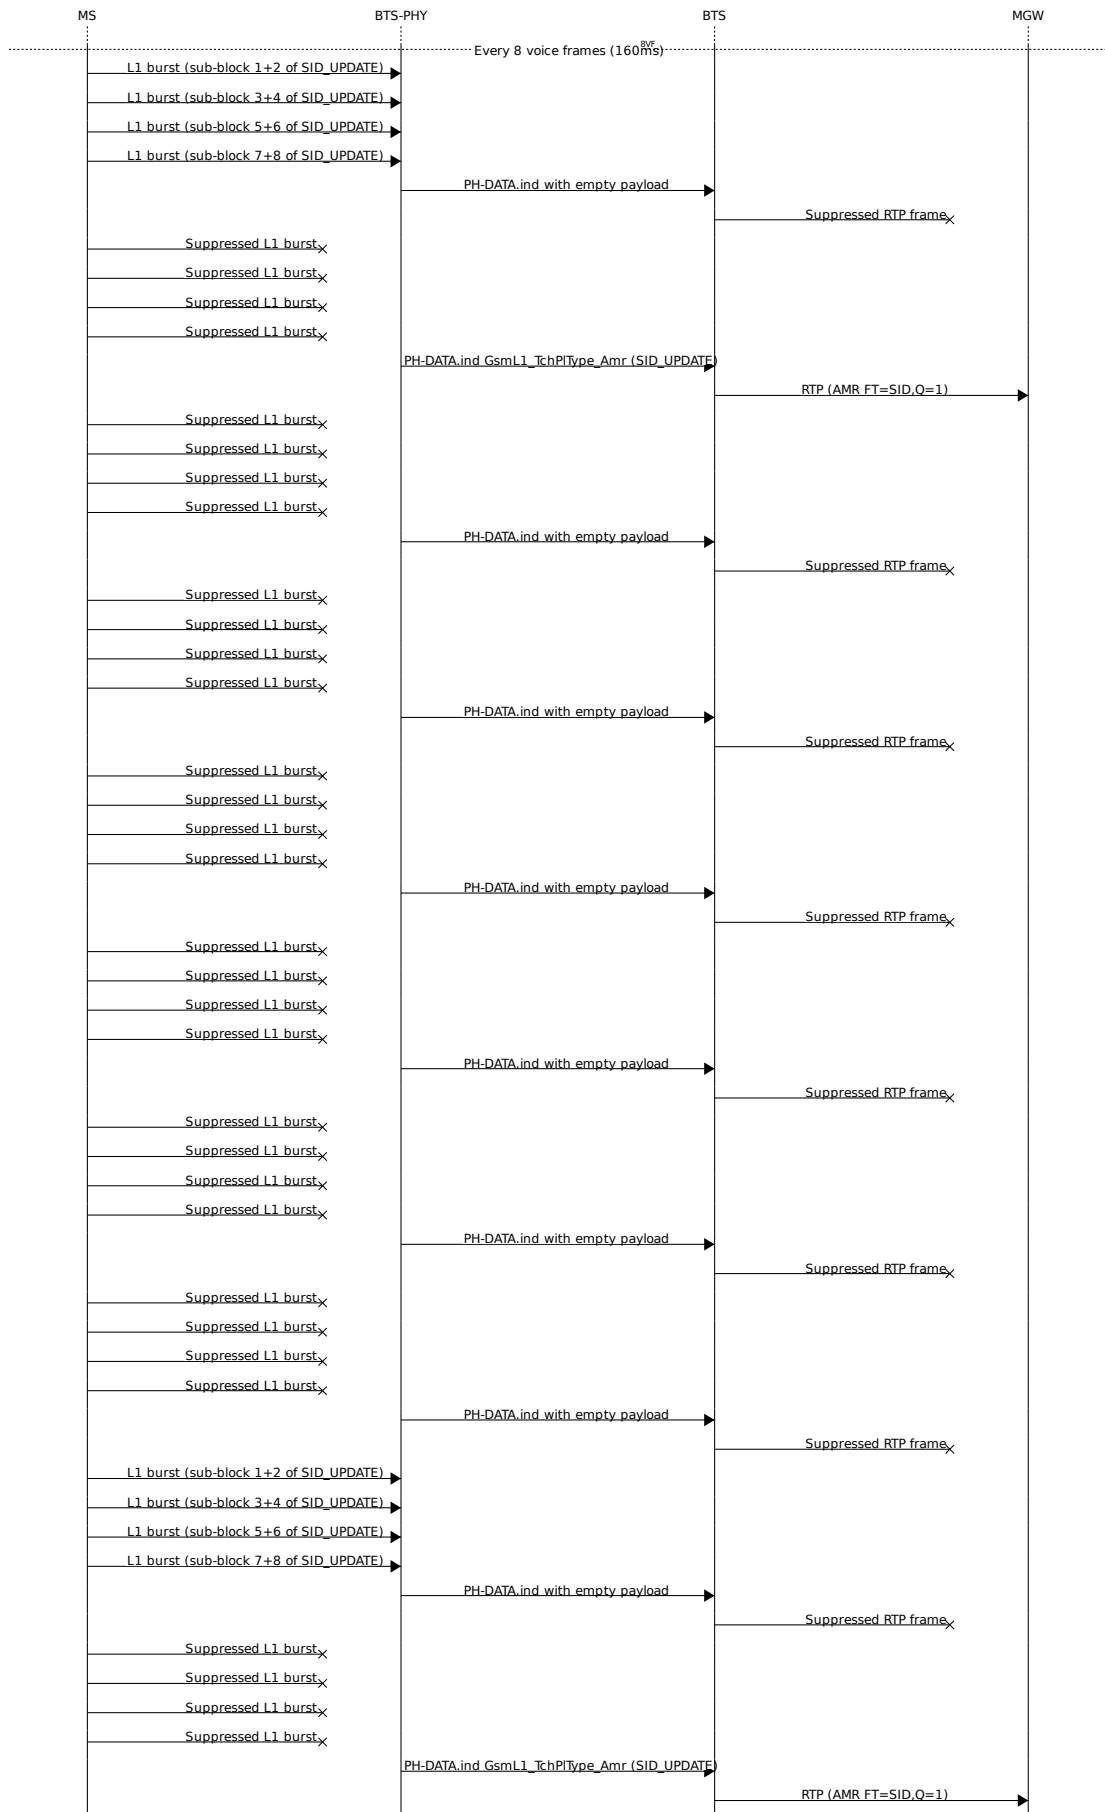 MS BTS-PHY BTS MGW
Every 8 voice frames (160ms) 8VF
L1 burst (sub-block 1+2 of SID_UPDATE)
L1 burst (sub-block 3+4 of SID_UPDATE)
L1 burst (sub-block 5+6 of SID_UPDATE)
L1 burst (sub-block 7+8 of SID_UPDATE)
PH-DATA.ind with empty payload
Suppressed RTP frame
Suppressed L1 burst
Suppressed L1 burst
Suppressed L1 burst
Suppressed L1 burst
PH-DATA.ind GsmL1_TchPlType_Amr (SID_UPDATE)
RTP (AMR FT=SID,Q=1)
Suppressed L1 burst
Suppressed L1 burst
Suppressed L1 burst
Suppressed L1 burst
PH-DATA.ind with empty payload
Suppressed RTP frame
Suppressed L1 burst
Suppressed L1 burst
Suppressed L1 burst
Suppressed L1 burst
PH-DATA.ind with empty payload
Suppressed RTP frame
Suppressed L1 burst
Suppressed L1 burst
Suppressed L1 burst
Suppressed L1 burst
PH-DATA.ind with empty payload
Suppressed RTP frame
Suppressed L1 burst
Suppressed L1 burst
Suppressed L1 burst
Suppressed L1 burst
PH-DATA.ind with empty payload
Suppressed RTP frame
Suppressed L1 burst
Suppressed L1 burst
Suppressed L1 burst
Suppressed L1 burst
PH-DATA.ind with empty payload
Suppressed RTP frame
Suppressed L1 burst
Suppressed L1 burst
Suppressed L1 burst
Suppressed L1 burst
PH-DATA.ind with empty payload
Suppressed RTP frame
L1 burst (sub-block 1+2 of SID_UPDATE)
L1 burst (sub-block 3+4 of SID_UPDATE)
L1 burst (sub-block 5+6 of SID_UPDATE)
L1 burst (sub-block 7+8 of SID_UPDATE)
PH-DATA.ind with empty payload
Suppressed RTP frame
Suppressed L1 burst
Suppressed L1 burst
Suppressed L1 burst
Suppressed L1 burst
PH-DATA.ind GsmL1_TchPlType_Amr (SID_UPDATE)
RTP (AMR FT=SID,Q=1)